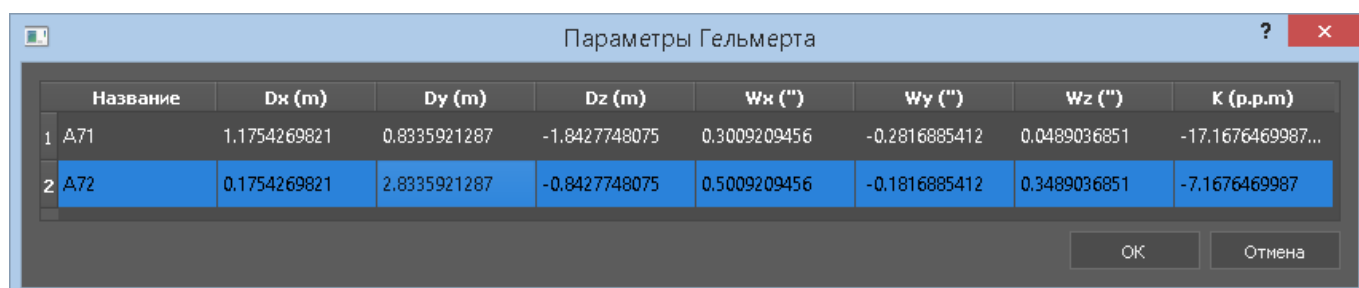 Параметры Гельмерта ? ×
Название Dx (m) Dy (m) Dz (m) Wx (") Wy (") Wz (") K (p.p.m)
1 A71 1.1754269821 0.8335921287 -1.8427748075 0.3009209456 -0.2816885412 0.0489036851 -17.1676469987...
2 A72 0.1754269821 2.8335921287 -0.8427748075 0.5009209456 -0.1816885412 0.3489036851 -7.1676469987
OK Отмена